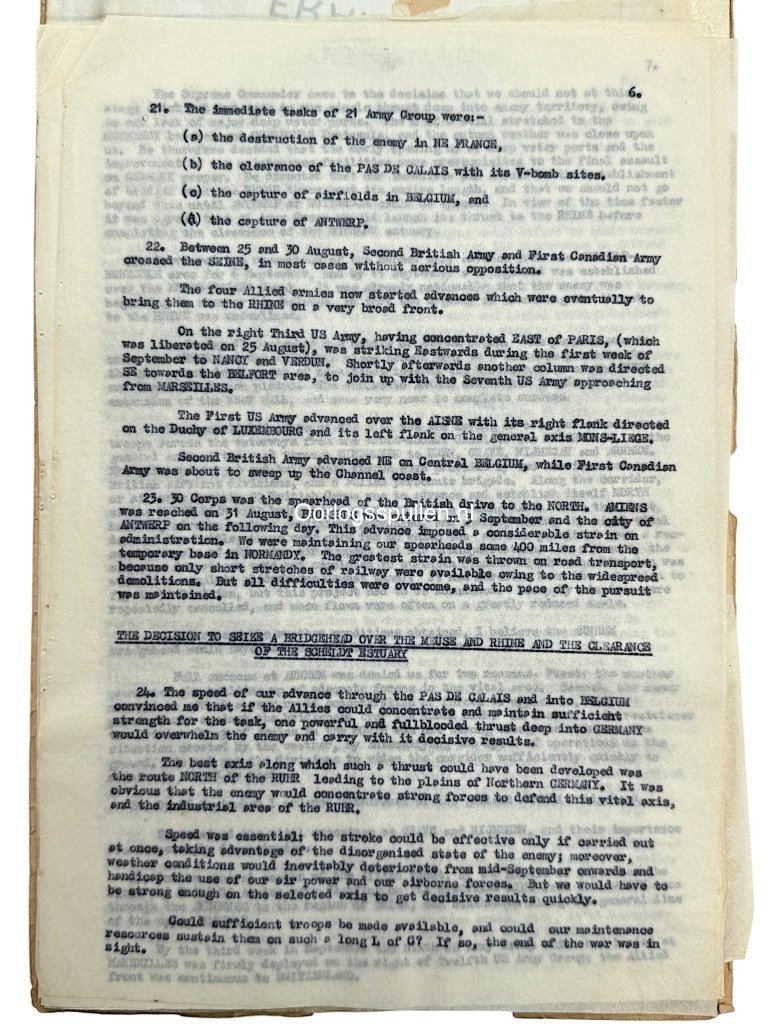 ERK
7.
6.
21. The immediate tasks of 21 Army Group were:-
(a) the destruction of the enemy in NE FRANCE,
(b) the clearance of the PAS DE CALAIS with its V-bomb sites.
(c) the capture of airfields in BELGIUM, and
(d) the capture of ANTWERP.
22. Between 25 and 30 August, Second British Army and First Canadian Army
crossed the SEINE, in most cases without serious opposition.
The four Allied armies now started advances which were eventually to
bring them to the RHINE on a very broad front.
On the right Third US Army, having concentrated EAST of PARIS, (which
was liberated on 25 August), was striking Eastwards during the first week of
September to NANCY and VERDUN. Shortly afterwards another column was directed
SE towards the BELFORT area, to join up with the Seventh US Army approaching
from MARSEILLES.
The First US Army advanced over the AISNE with its right flank directed
on the Duchy of LUXEMBOURG and its left flank on the general axis MONS-LIEGE.
Second British Army advanced NE on Central BELGIUM, while First Canadian
Army was about to sweep up the Channel coast.
23. 30 Corps was the spearhead of the British drive to the NORTH. AMIENS
was reached on 31 August, September and the city of
Oorlogsspullen.nl
ANTWERP on the following day. This advance imposed a considerable strain on
administration. We were maintaining our spearheads some 400 miles from the
temporary base in NORMANDY. The greatest strain was thrown on road transport,
because only short stretches of railway were available owing to the widespread
demolitions. But all difficulties were overcome, and the pace of the pursuit
was maintained.
THE DECISION TO SEIZE A BRIDGEHEAD OVER THE MEUSE AND RHINE AND THE CLEARANCE
OF THE SCHELDT ESTUARY
24. The speed of our advance through the PAS DE CALAIS and into BELGIUM
convinced me that if the Allies could concentrate and maintain sufficient
strength for the task, one powerful and fullblooded thrust deep into GERMANY
would overwhelm the enemy and carry with it decisive results.
The best axis along which such a thrust could have been developed was
the route NORTH of the RUHR leading to the plains of Northern GERMANY. It was
obvious that the enemy would concentrate strong forces to defend this vital axis,
and the industrial area of the RUHR.
Speed was essential: the stroke could be effective only if carried out
at once, taking advantage of the disorganised state of the enemy; moreover,
weather conditions would inevitably deteriorate from mid-September onwards and
handicap the use of our air power and our airborne forces. But we would have to
be strong enough on the selected axis to get decisive results quickly.
Could sufficient troops be made available, and could our maintenance
resources sustain them on such a long L of C? If so, the end of the war was in
sight.